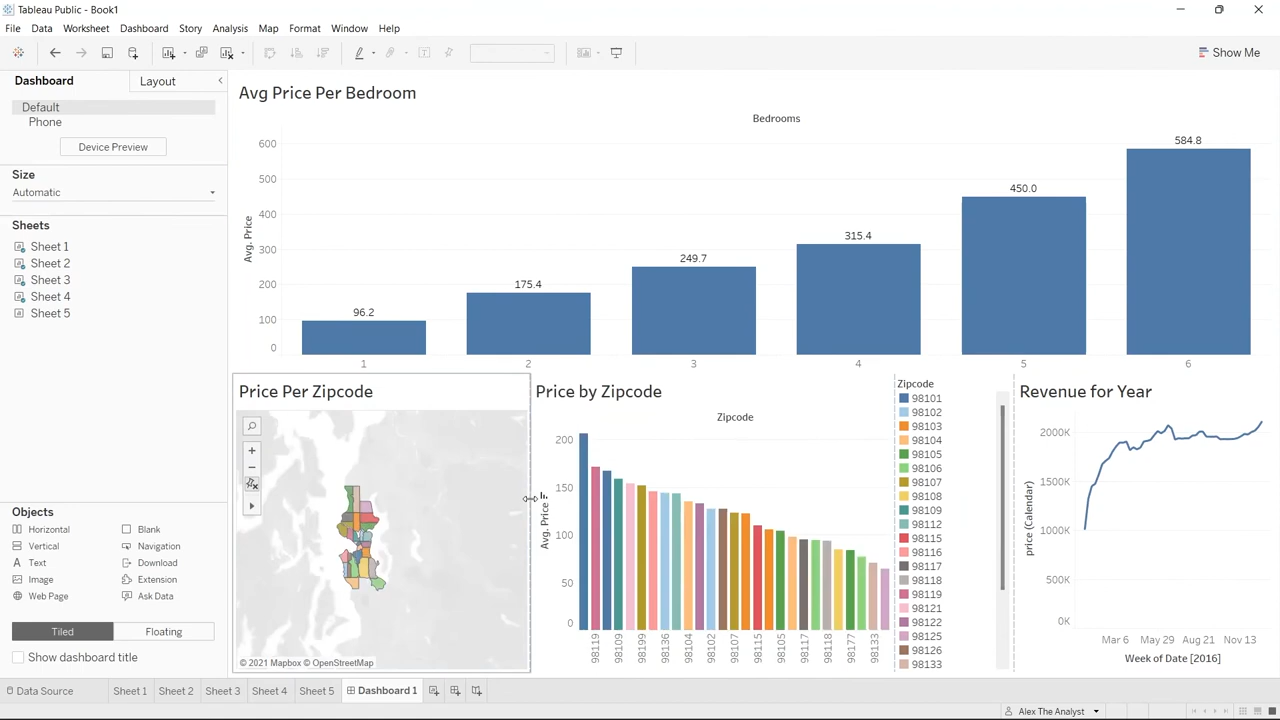 Tableau Public - Book1
File Data Worksheet Dashboard Story Analysis Map Format Window Help
Show Me
Dashboard Layout
Default
Phone
Device Preview
Size
Automatic
Sheets
Sheet 1
Sheet 2
Sheet 3
Sheet 4
Sheet 5
Objects
Horizontal Blank
Vertical Navigation
Text Download
Image Extension
Web Page Ask Data
Tiled Floating
Show dashboard title
Avg Price Per Bedroom
Bedrooms
Avg. Price
600
500
400
300
200
100
0
96.2
175.4
249.7
315.4
450.0
584.8
1 2 3 4 5 6
Price Per Zipcode
© 2021 Mapbox © OpenStreetMap
Price by Zipcode
Zipcode
Avg. Price
200
150
100
50
0
98119 98109 98199 98136 98104 98102 98107 98115 98105 98117 98118 98177 98133
Zipcode
98101
98102
98103
98104
98105
98106
98107
98108
98109
98112
98115
98116
98117
98118
98119
98121
98122
98125
98126
98133
Revenue for Year
price (Calendar)
2000K
1500K
1000K
500K
0K
Mar 6 May 29 Aug 21 Nov 13
Week of Date [2016]
Data Source Sheet 1 Sheet 2 Sheet 3 Sheet 4 Sheet 5 Dashboard 1
Alex The Analyst